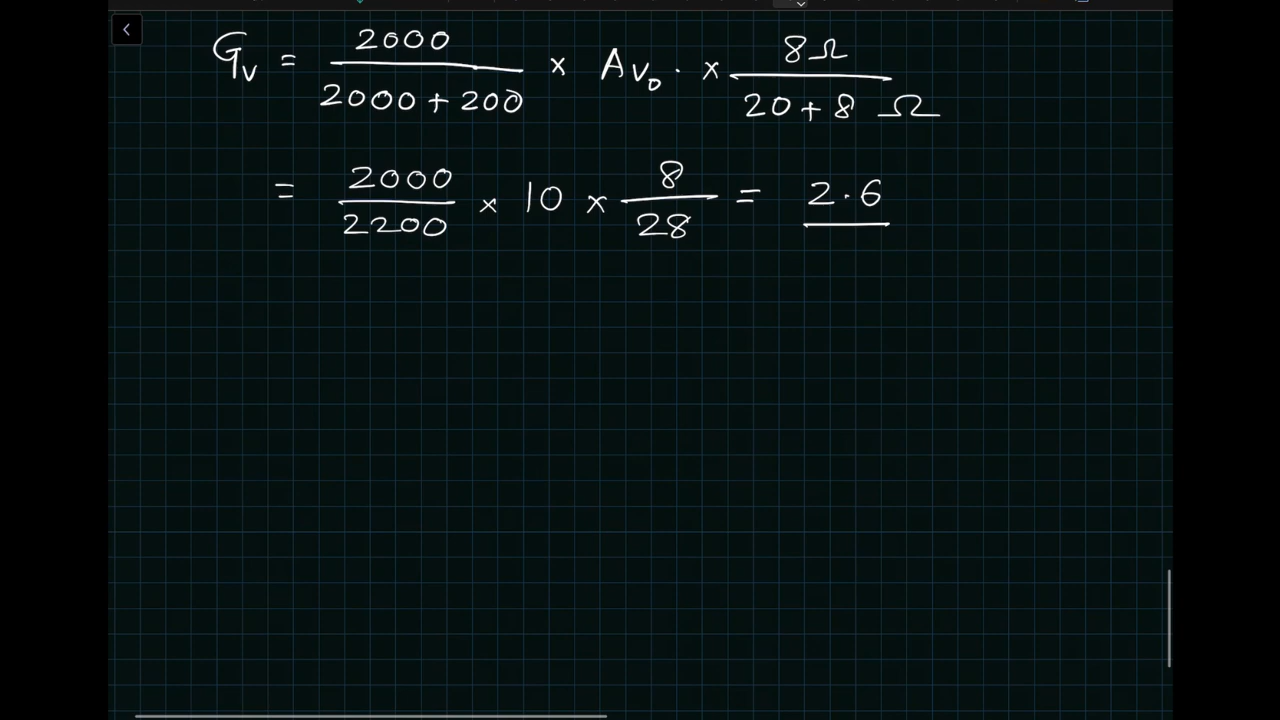 Gv = 2000 / 2000 + 200 × Av₀ · × 8Ω / 20 + 8 Ω
= 2000 / 2200 × 10 × 8 / 28 = 2.6